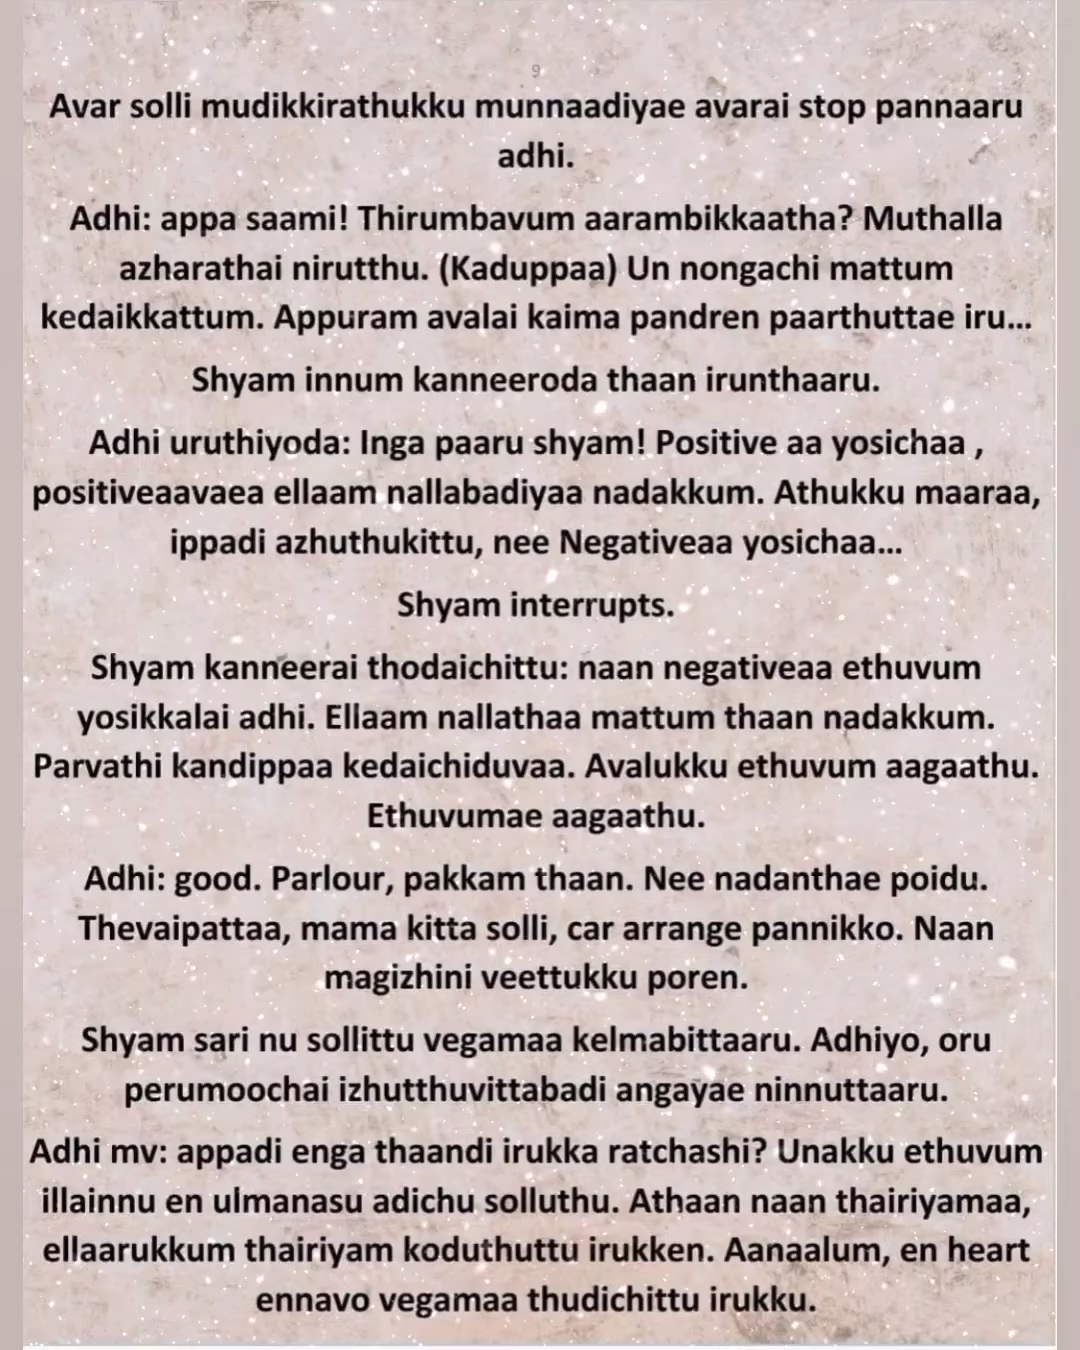 9
Avar solli mudikkirathukku munnaadiyae avarai stop pannaaru
adhi.
Adhi: appa saami! Thirumbavum aarambikkaatha? Muthalla
azharathai nirutthu. (Kaduppaa) Un nongachi mattum
kedaikkattum. Appuram avalai kaima pandren paarthuttae iru...
Shyam innum kanneeroda thaan irunthaaru.
Adhi uruthiyoda: Inga paaru shyam! Positive aa yosichaa ,
positiveaavaea ellaam nallabadiyaa nadakkum. Athukku maaraa,
ippadi azhuthukittu, nee Negativeaa yosichaa...
Shyam interrupts.
Shyam kanneerai thodaichittu: naan negativeaa ethuvum
yosikkalai adhi. Ellaam nallathaa mattum thaan nadakkum.
Parvathi kandippaa kedaichiduvaa. Avalukku ethuvum aagaathu.
Ethuvumae aagaathu.
Adhi: good. Parlour, pakkam thaan. Nee nadanthae poidu.
Thevaipattaa, mama kitta solli, car arrange pannikko. Naan
magizhini veettukku poren.
Shyam sari nu sollittu vegamaa kelmabittaaru. Adhiyo, oru
perumoochai izhutthuvittabadi angayae ninnuttaaru.
Adhi mv: appadi enga thaandi irukka ratchashi? Unakku ethuvum
illainnu en ulmanasu adichu solluthu. Athaan naan thairiyamaa,
ellaarukkum thairiyam koduthuttu irukken. Aanaalum, en heart
ennavo vegamaa thudichittu irukku.